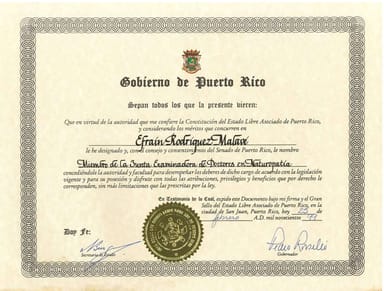 Gobierno de Puerto Rico
Sepan todos los que la presente vieren:
Que en virtud de la autoridad que me confiere la Constitución del Estado Libre Asociado de Puerto Rico,
y considerando los méritos que concurren en
Efraín Rodríguez Malavé
le he designado y, con el consejo y consentimiento del Senado de Puerto Rico, le nombro
Miembro de la Junta Examinadora de Doctores en Naturopatía
concediéndole la autoridad y facultad para desempeñar los deberes de dicho cargo de acuerdo con la legislación
vigente y para su posesión y disfrute con todas las atribuciones, privilegios y beneficios que por derecho le
corresponden, sin más limitaciones que las prescritas por la ley.
En Testimonio de lo Cual, expido este Documento bajo mi firma y el Gran
Sello del Estado Libre Asociado de Puerto Rico, en la
ciudad de San Juan, Puerto Rico, hoy 25 de
febrero A.D. mil novecientos
Doy Fe:
Secretario de Estado
Gobernador